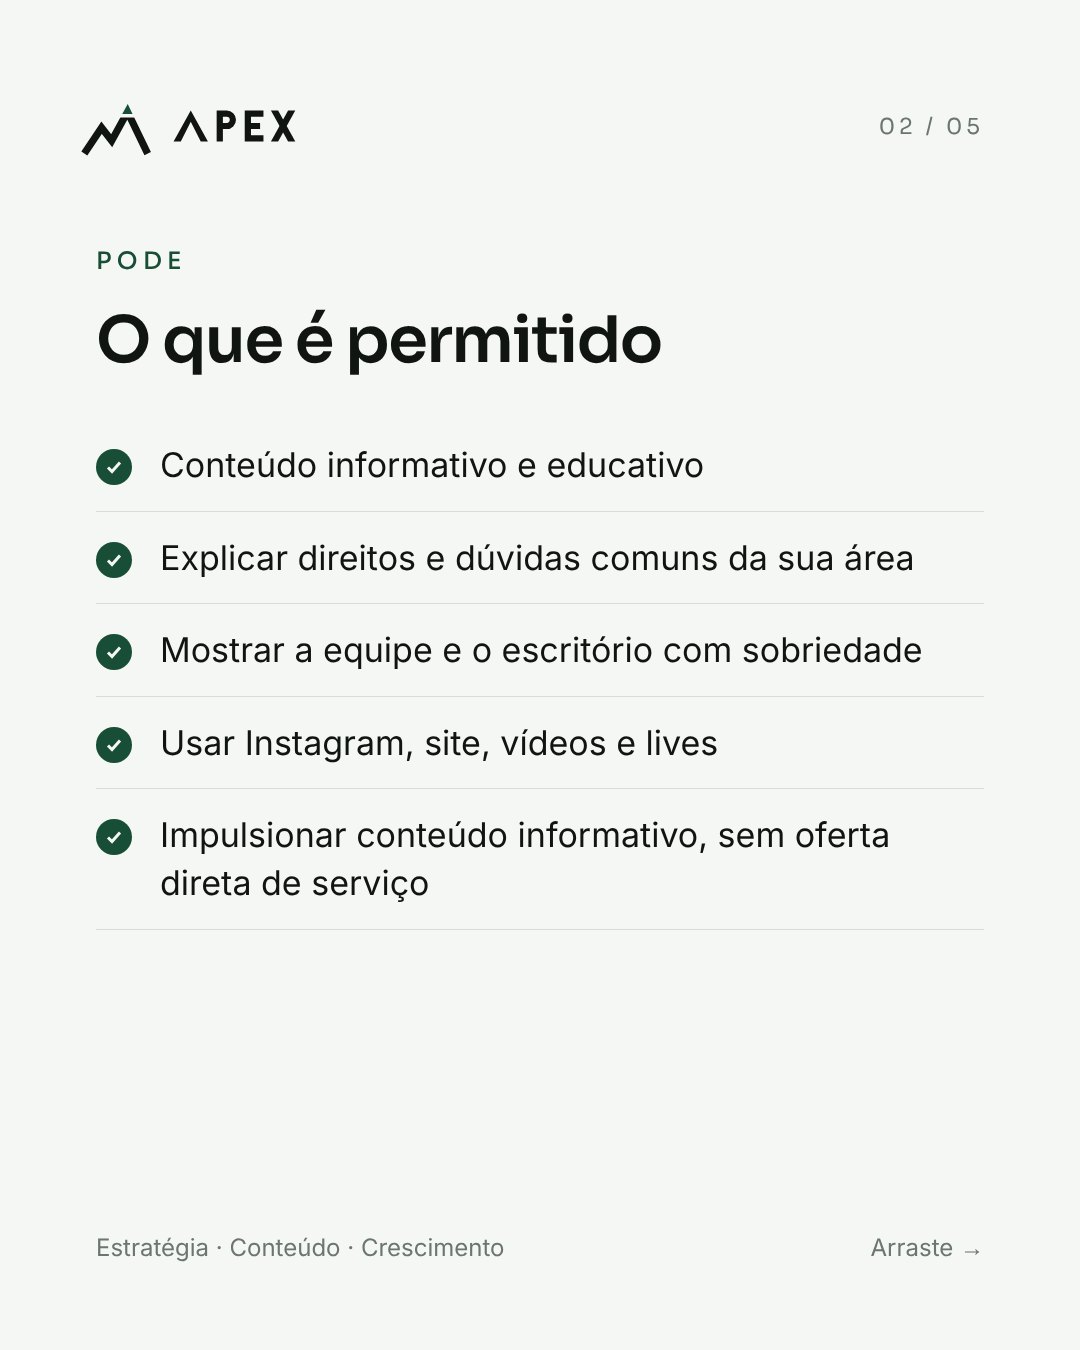 APEX
02 / 05
PODE
O que é permitido
Conteúdo informativo e educativo
Explicar direitos e dúvidas comuns da sua área
Mostrar a equipe e o escritório com sobriedade
Usar Instagram, site, vídeos e lives
Impulsionar conteúdo informativo, sem oferta
direta de serviço
Estratégia · Conteúdo · Crescimento
Arraste →